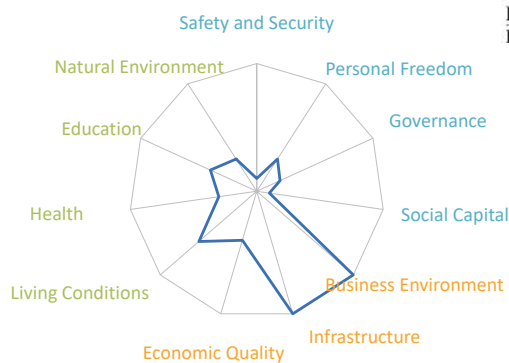 Safety and Security
Natural Environment
Personal Freedom
Education
Governance
Health
Social Capital
Business Environment
Living Conditions
Infrastructure
Economic Quality